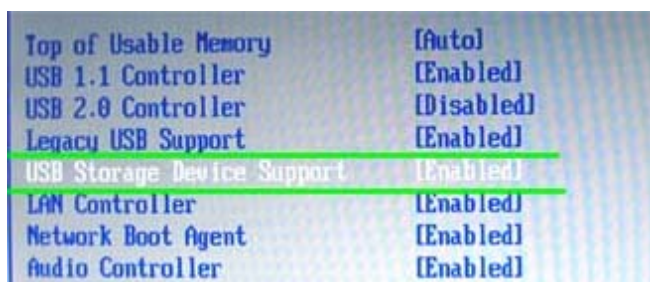 Top of Usable Memory [Auto]
USB 1.1 Controller [Enabled]
USB 2.0 Controller [Disabled]
Legacy USB Support [Enabled]
USB Storage Device Support [Enabled]
LAN Controller [Enabled]
Network Boot Agent [Enabled]
Audio Controller [Enabled]